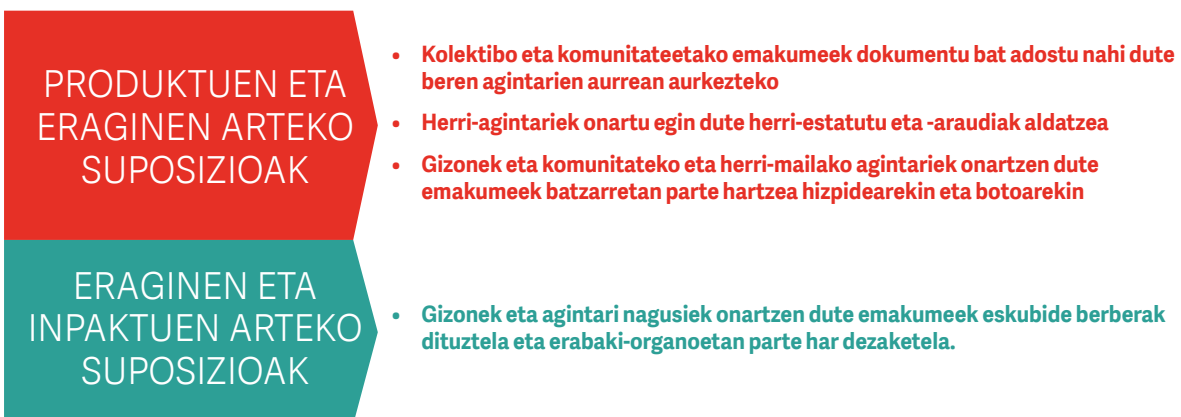 PRODUKTUEN ETA
ERAGINEN ARTEKO
SUPOSIZIOAK
• Kolektibo eta komunitateetako emakumeek dokumentu bat adostu nahi dute
beren agintarien aurrean aurkezteko
• Herri-agintariek onartu egin dute herri-estatutu eta -araudiak aldatzea
• Gizonek eta komunitateko eta herri-mailako agintariek onartzen dute
emakumeek batzarretan parte hartzea hizpidearekin eta botoarekin
ERAGINEN ETA
INPAKTUEN ARTEKO
SUPOSIZIOAK
• Gizonek eta agintari nagusiek onartzen dute emakumeek eskubide berberak
dituztela eta erabaki-organoetan parte har dezaketela.